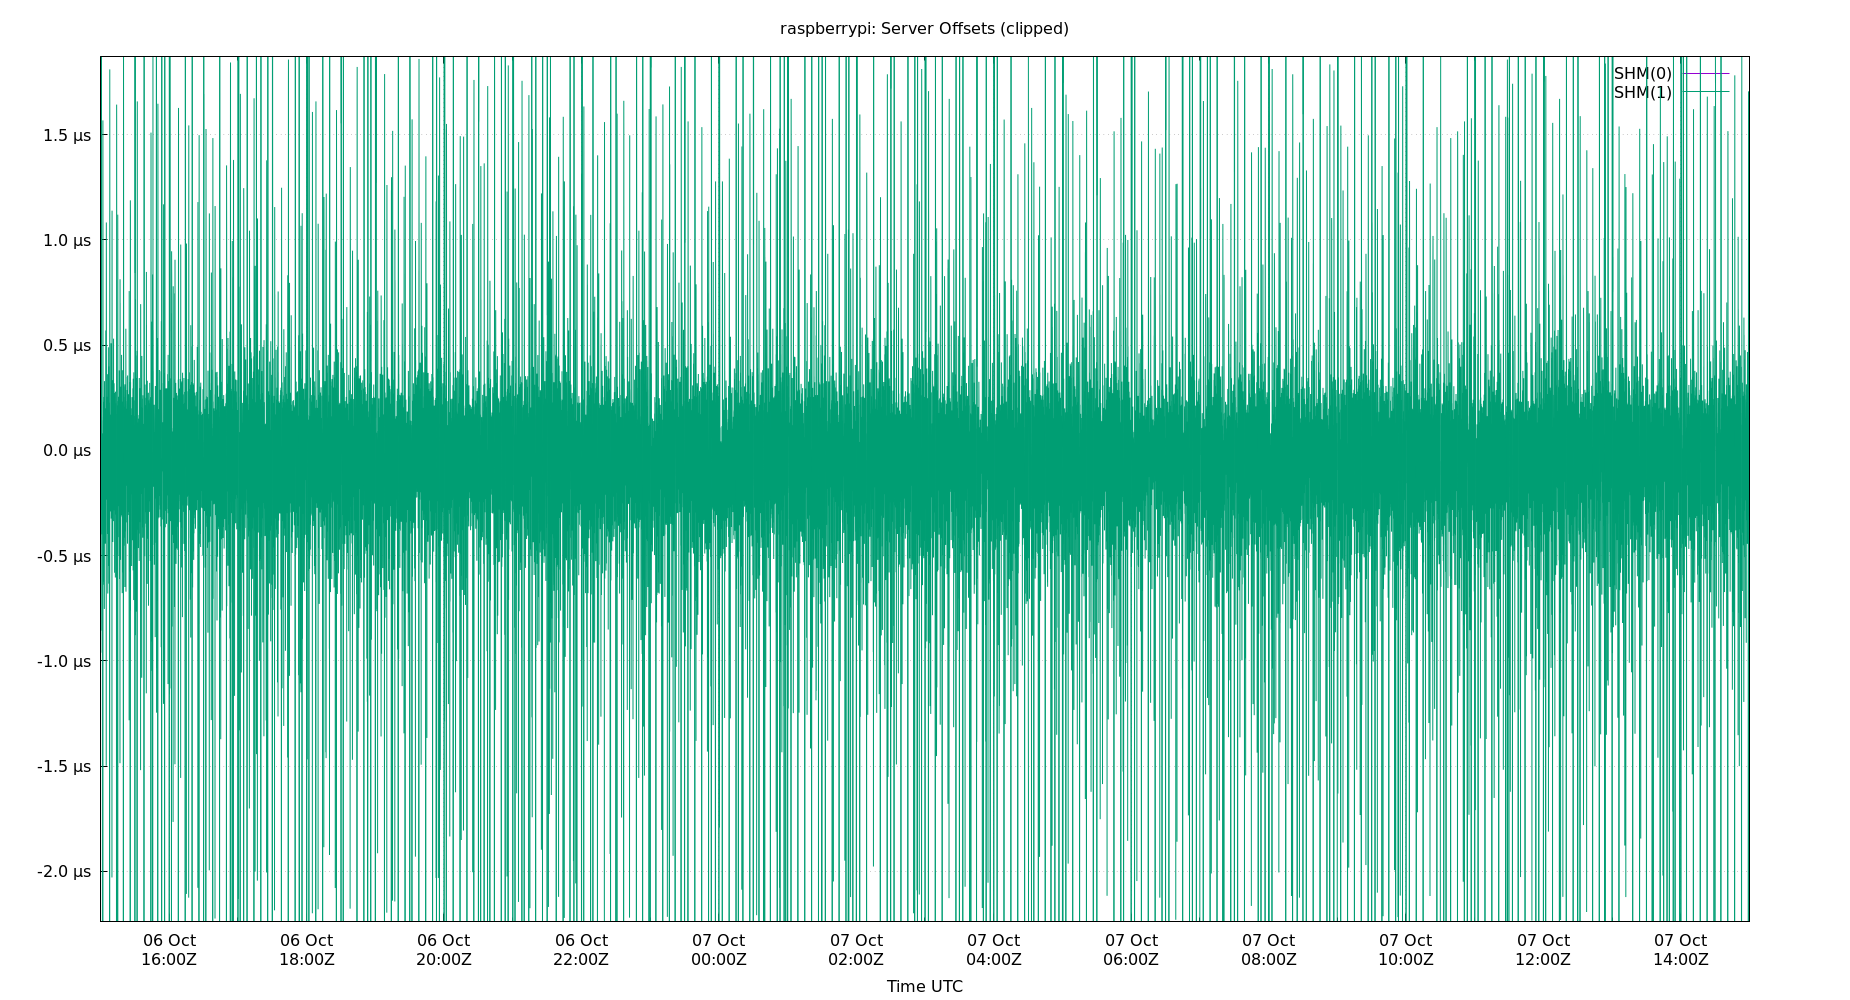 raspberrypi: Server Offsets (clipped)
SHM(0)
SHM(1)
1.5 µs
1.0 µs
0.5 µs
0.0 µs
-0.5 µs
-1.0 µs
-1.5 µs
-2.0 µs
06 Oct 06 Oct 06 Oct 06 Oct 07 Oct 07 Oct 07 Oct 07 Oct 07 Oct 07 Oct 07 Oct 07 Oct
16:00Z 18:00Z 20:00Z 22:00Z 00:00Z 02:00Z 04:00Z 06:00Z 08:00Z 10:00Z 12:00Z 14:00Z
Time UTC